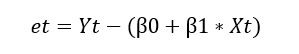 et = Yt − (β0 + β1 * Xt)